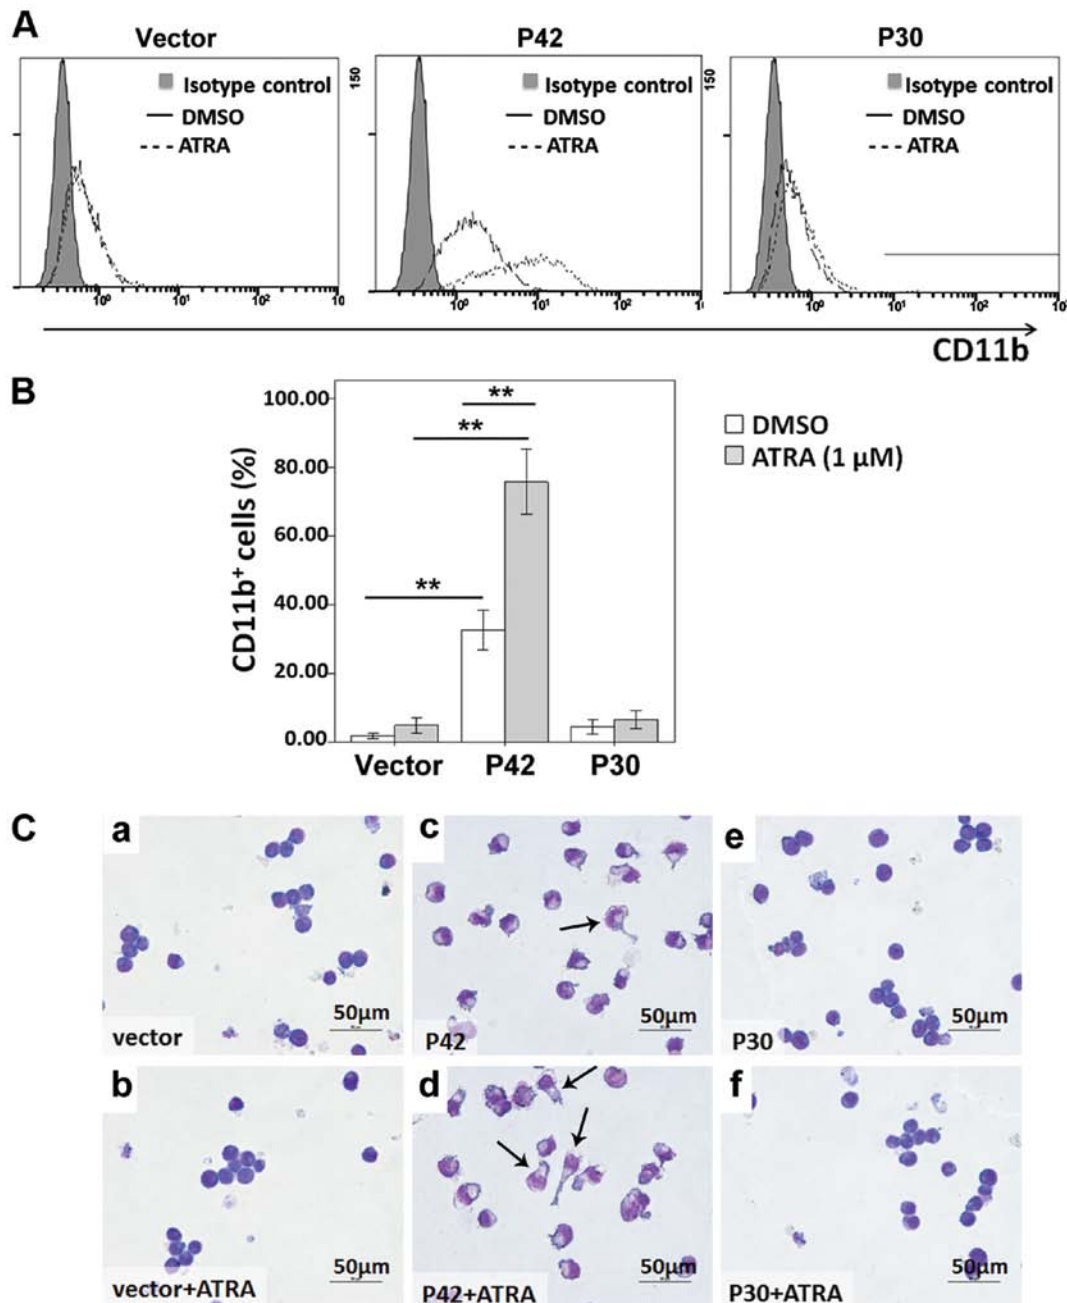 A
Vector
P42
P30
Isotype control
DMSO
ATRA
150
Isotype control
DMSO
ATRA
150
Isotype control
DMSO
ATRA
10⁰ 10¹ 10² 10
10⁰ 10¹ 10² 1
10⁰ 10¹ 10² 10³
CD11b
B
CD11b⁺ cells (%)
100.00
80.00
60.00
40.00
20.00
0.00
**
**
**
Vector P42 P30
DMSO
ATRA (1 µM)
C
a
vector
50µm
c
P42
50µm
e
P30
50µm
b
vector+ATRA
50µm
d
P42+ATRA
50µm
f
P30+ATRA
50µm